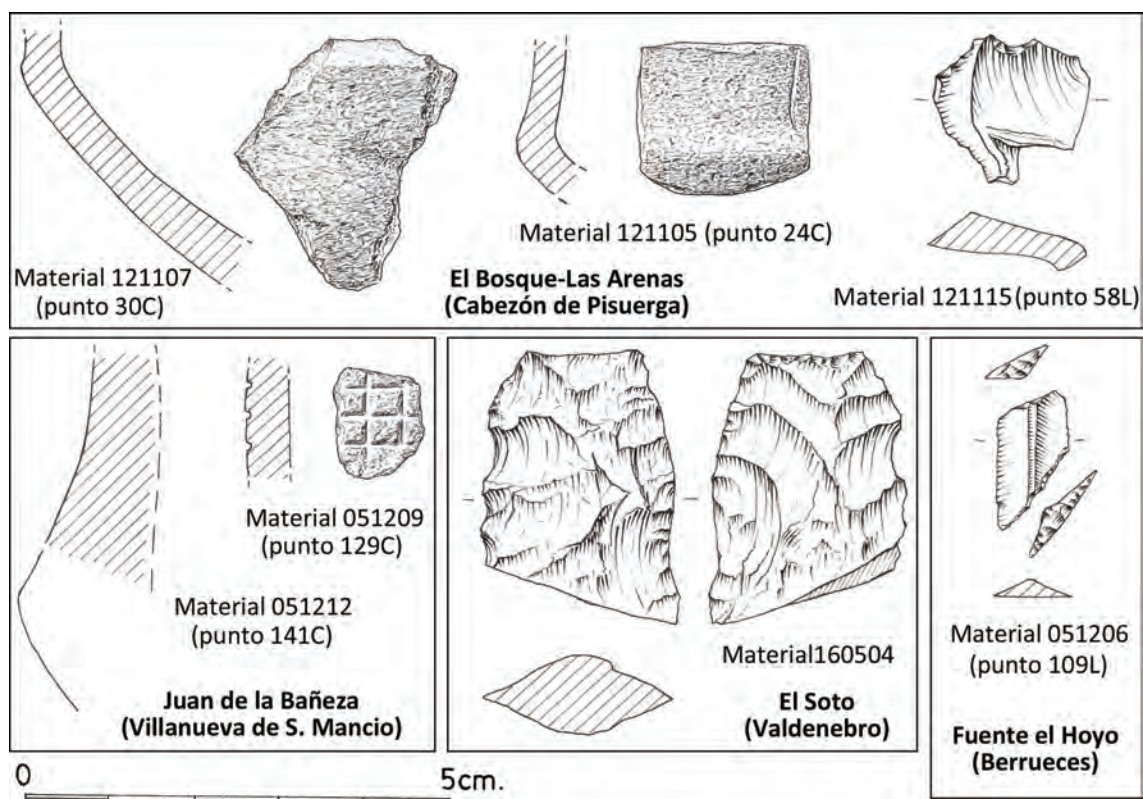 Material 121107
(punto 30C)
Material 121105 (punto 24C)
El Bosque-Las Arenas
(Cabezón de Pisuerga)
Material 121115 (punto 58L)
Material 051209
(punto 129C)
Material 051212
(punto 141C)
Juan de la Bañeza
(Villanueva de S. Mancio)
Material160504
El Soto
(Valdenebro)
Material 051206
(punto 109L)
Fuente el Hoyo
(Berrueces)
0 5cm.